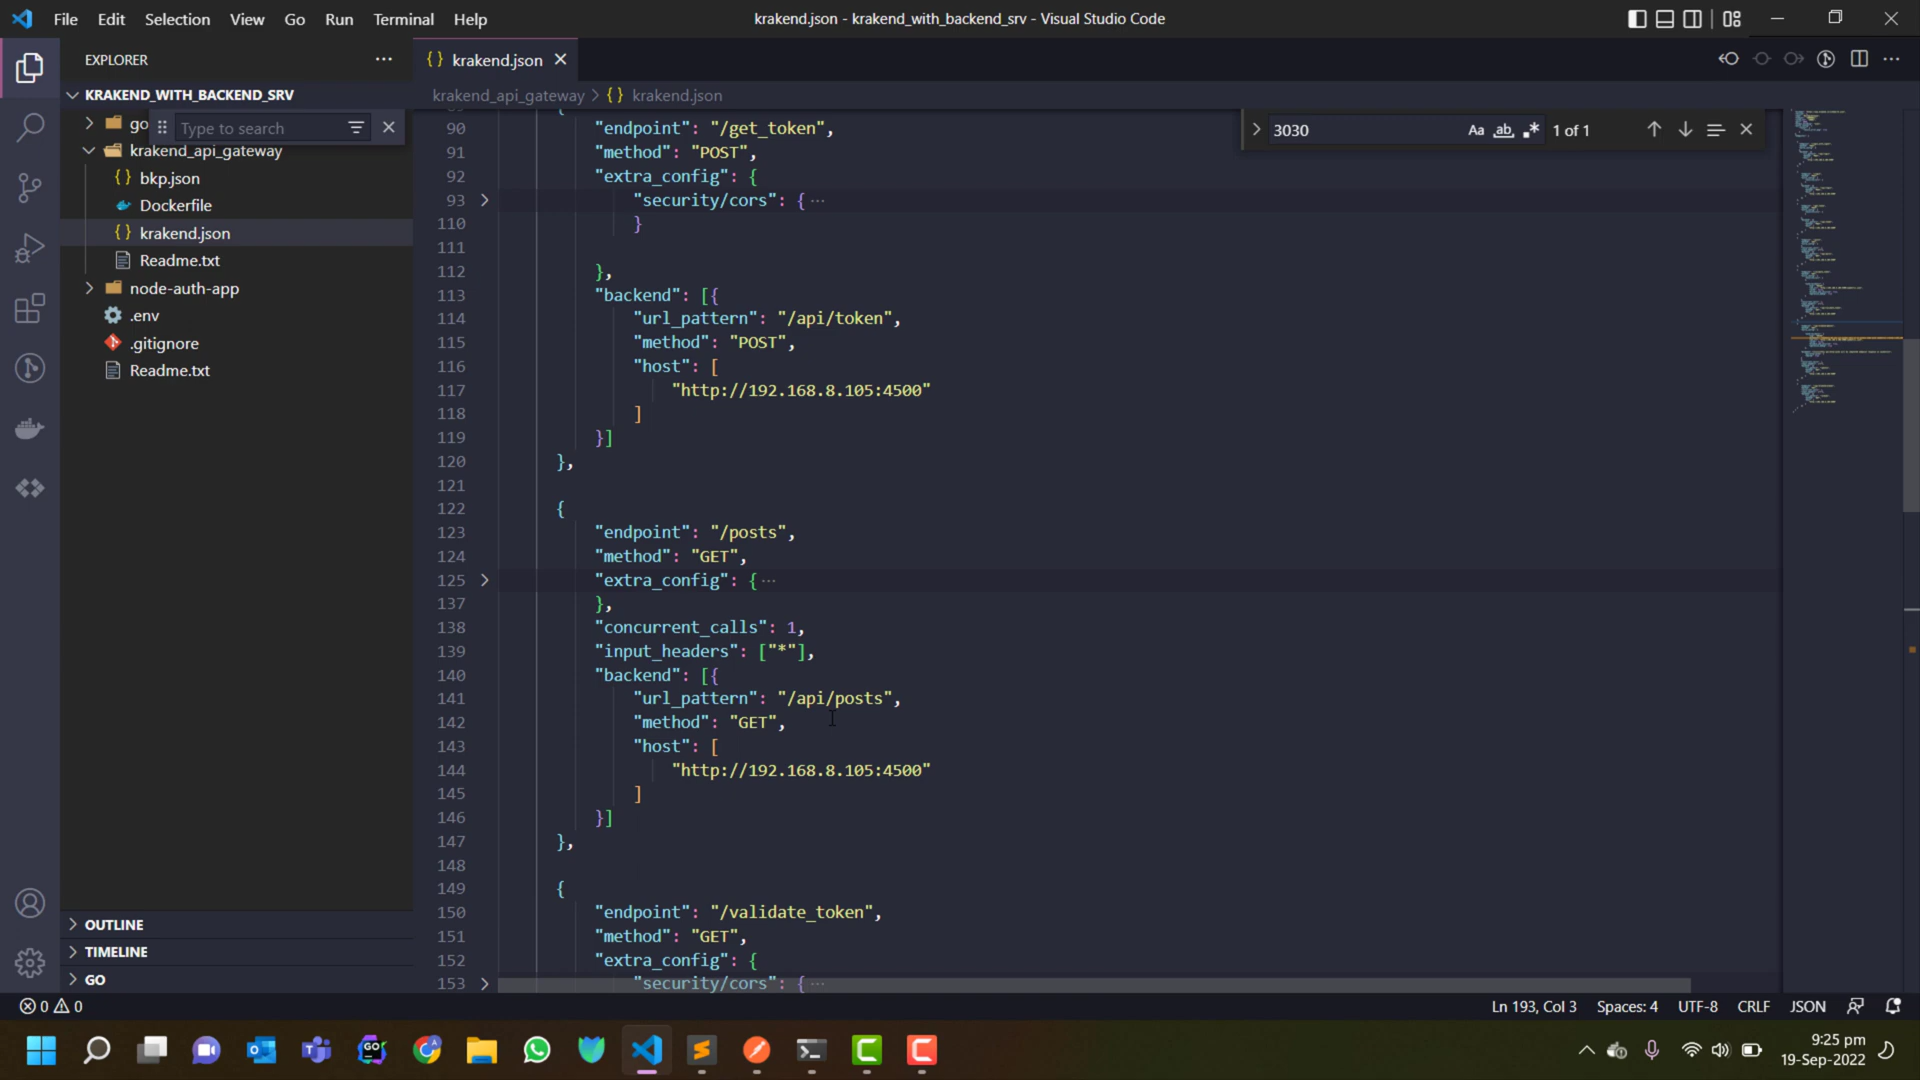 File Edit Selection View Go Run Terminal Help
krakend.json - krakend_with_backend_srv - Visual Studio Code
EXPLORER
KRAKEND_WITH_BACKEND_SRV
go
Type to search
krakend_api_gateway
bkp.json
Dockerfile
krakend.json
Readme.txt
node-auth-app
.env
.gitignore
Readme.txt
OUTLINE
TIMELINE
GO
{} krakend.json
krakend_api_gateway > {} krakend.json
3030 Aa ab 1 of 1
{
90 "endpoint": "/get_token",
91 "method": "POST",
92 "extra_config": {
93 "security/cors": { ···
110 }
111
112 },
113 "backend": [{
114 "url_pattern": "/api/token",
115 "method": "POST",
116 "host": [
117 "http://192.168.8.105:4500"
118 ]
119 }]
120 },
121
122 {
123 "endpoint": "/posts",
124 "method": "GET",
125 "extra_config": { ···
137 },
138 "concurrent_calls": 1,
139 "input_headers": ["*"],
140 "backend": [{
141 "url_pattern": "/api/posts",
142 "method": "GET",
143 "host": [
144 "http://192.168.8.105:4500"
145 ]
146 }]
147 },
148
149 {
150 "endpoint": "/validate_token",
151 "method": "GET",
152 "extra_config": {
153 "security/cors": { ···
0 0
Ln 193, Col 3 Spaces: 4 UTF-8 CRLF JSON
9:25 pm
19-Sep-2022